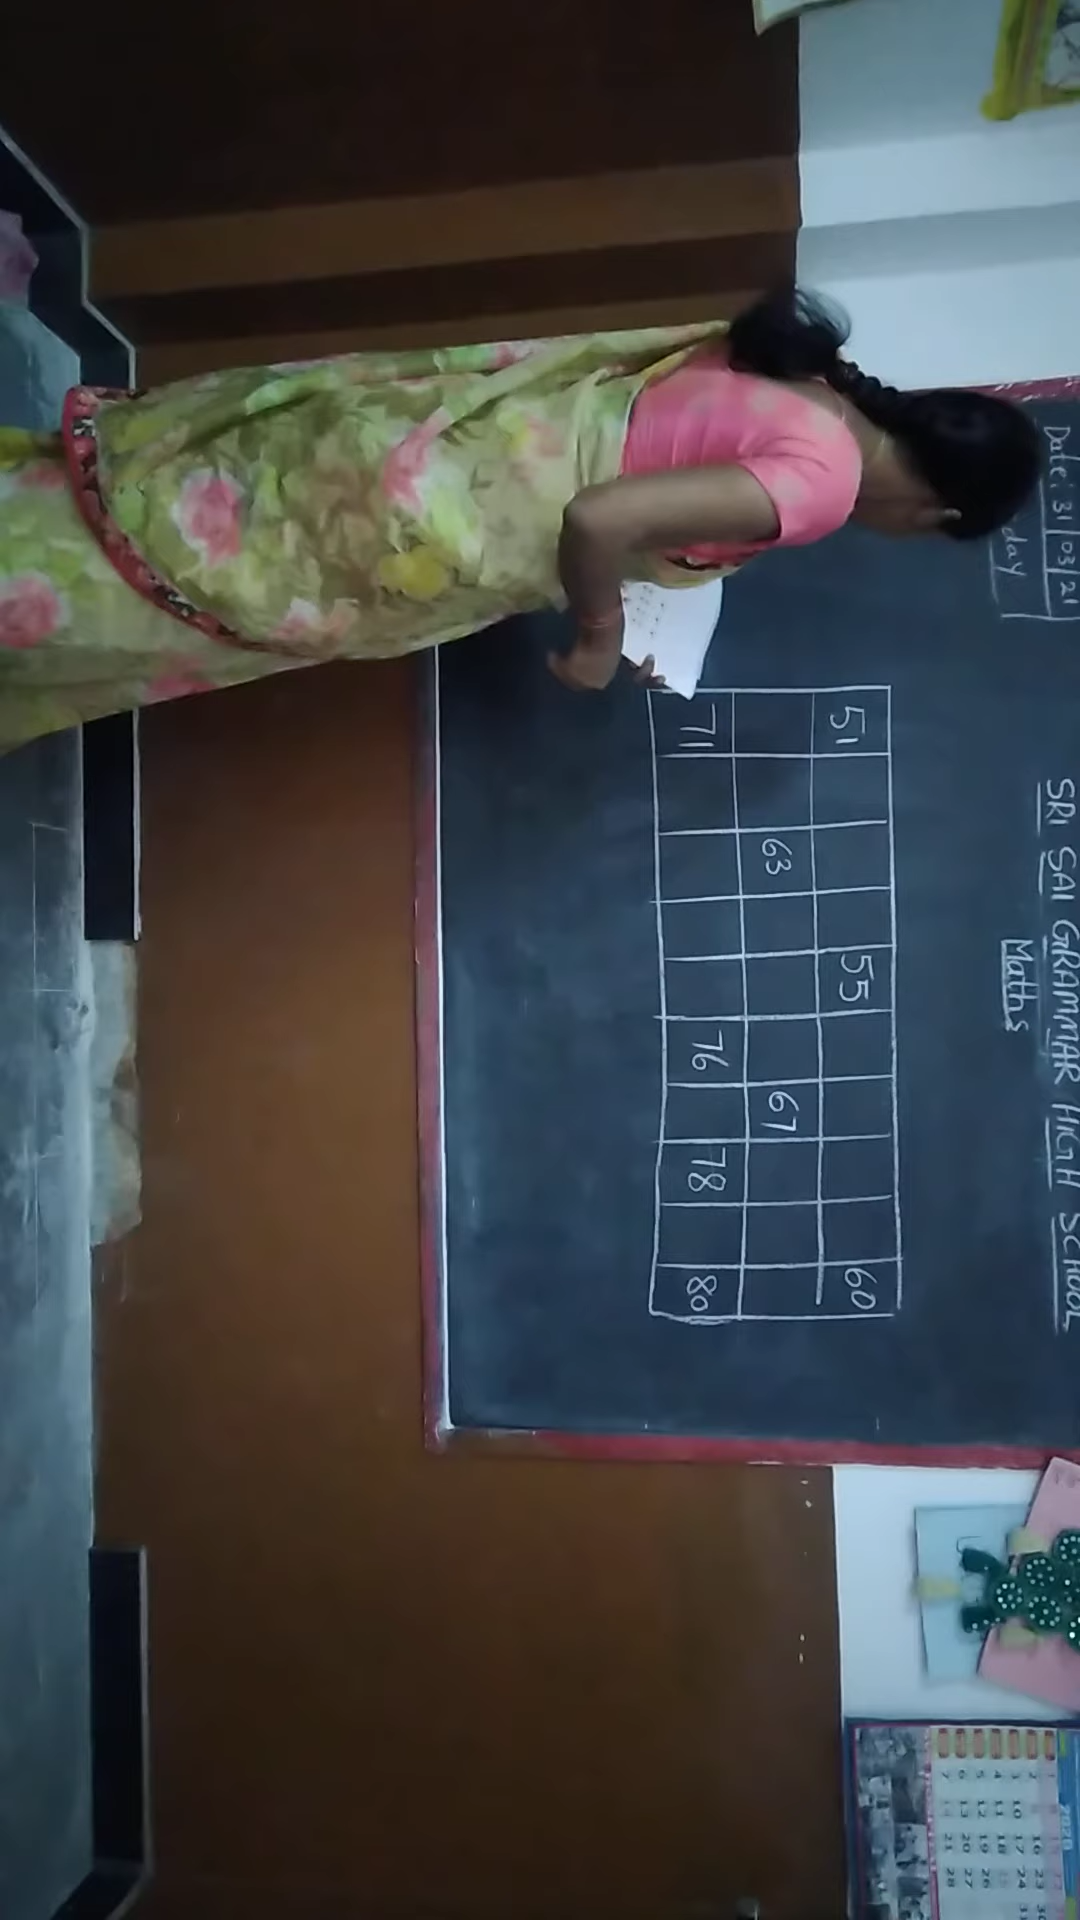 SRI SAI GRAMMAR HIGH SCHOOL
Date: 31/03/21
day
Maths
51 55 60
63 67
71 76 78 80